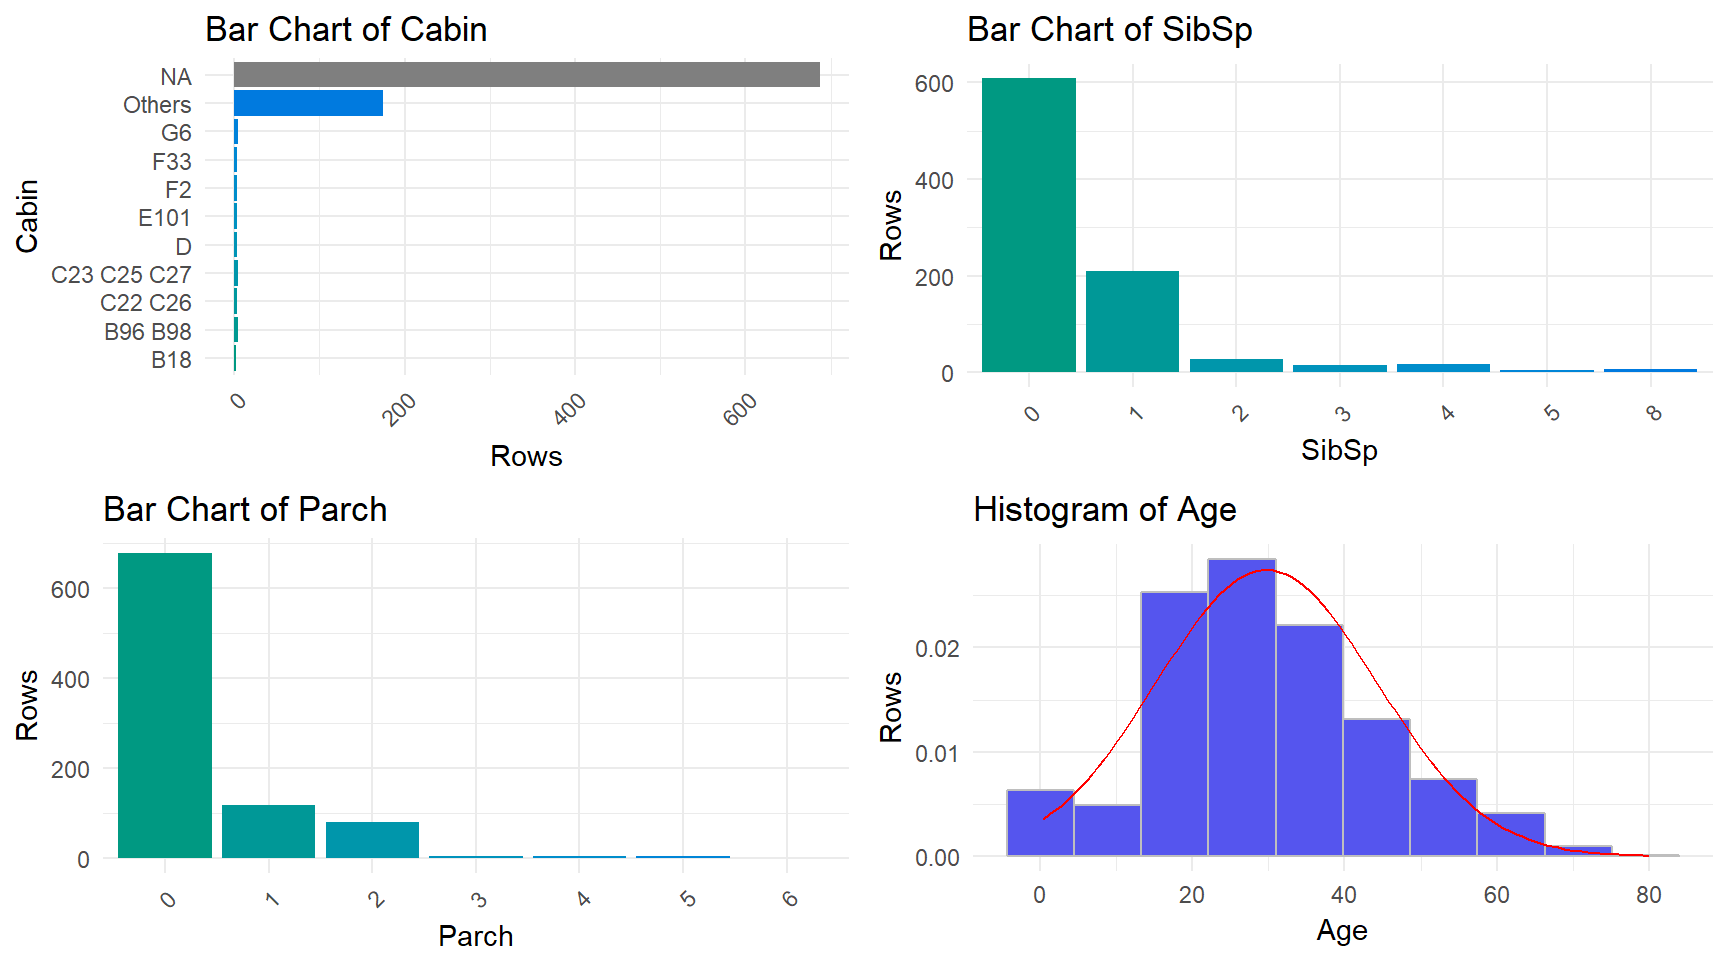 Bar Chart of Cabin
NA
Others
G6
F33
F2
E101
D
C23 C25 C27
C22 C26
B96 B98
B18
Cabin
0 200 400 600
Rows
Bar Chart of SibSp
600
400
200
0
Rows
0 1 2 3 4 5 8
SibSp
Bar Chart of Parch
600
400
200
0
Rows
0 1 2 3 4 5 6
Parch
Histogram of Age
0.02
0.01
0.00
Rows
0 20 40 60 80
Age